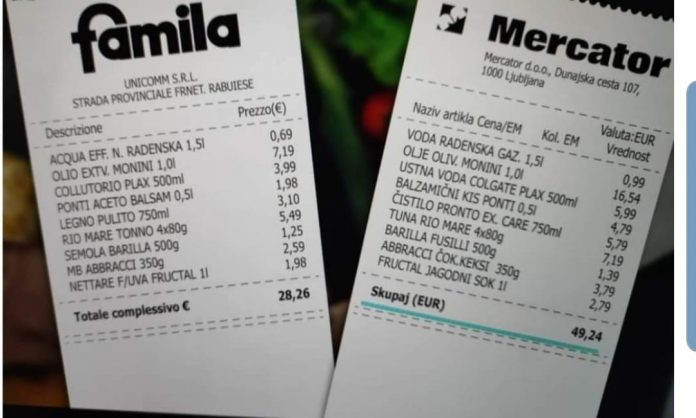 famila
UNICOMM S.R.L.
STRADA PROVINCIALE FRNET. RABUIESE
Descrizione Prezzo(€)
ACQUA EFF. N. RADENSKA 1,5l 0,69
OLIO EXTV. MONINI 1,0l 7,19
COLLUTORIO PLAX 500ml 3,99
PONTI ACETO BALSAM 0,5l 1,98
LEGNO PULITO 750ml 3,10
RIO MARE TONNO 4x80g 5,49
SEMOLA BARILLA 500g 1,25
MB ABBRACCI 350g 2,59
NETTARE F/UVA FRUCTAL 1l 1,98
Totale complessivo € 28,26
Mercator
Mercator d.o.o., Dunajska cesta 107,
1000 Ljubljana
Valuta:EUR
Naziv artikla Cena/EM Kol. EM Vrednost
VODA RADENSKA GAZ. 1,5l 0,99
OLJE OLIV. MONINI 1,0l 16,54
USTNA VODA COLGATE PLAX 500ml 5,99
BALZAMIČNI KIS PONTI 0,5l 4,79
ČISTILO PRONTO EX. CARE 750ml 5,79
TUNA RIO MARE 4x80g 7,19
BARILLA FUSILLI 500g 1,39
ABBRACCI ČOK.KEKSI 350g 3,79
FRUCTAL JAGODNI SOK 1l 2,79
Skupaj (EUR) 49,24